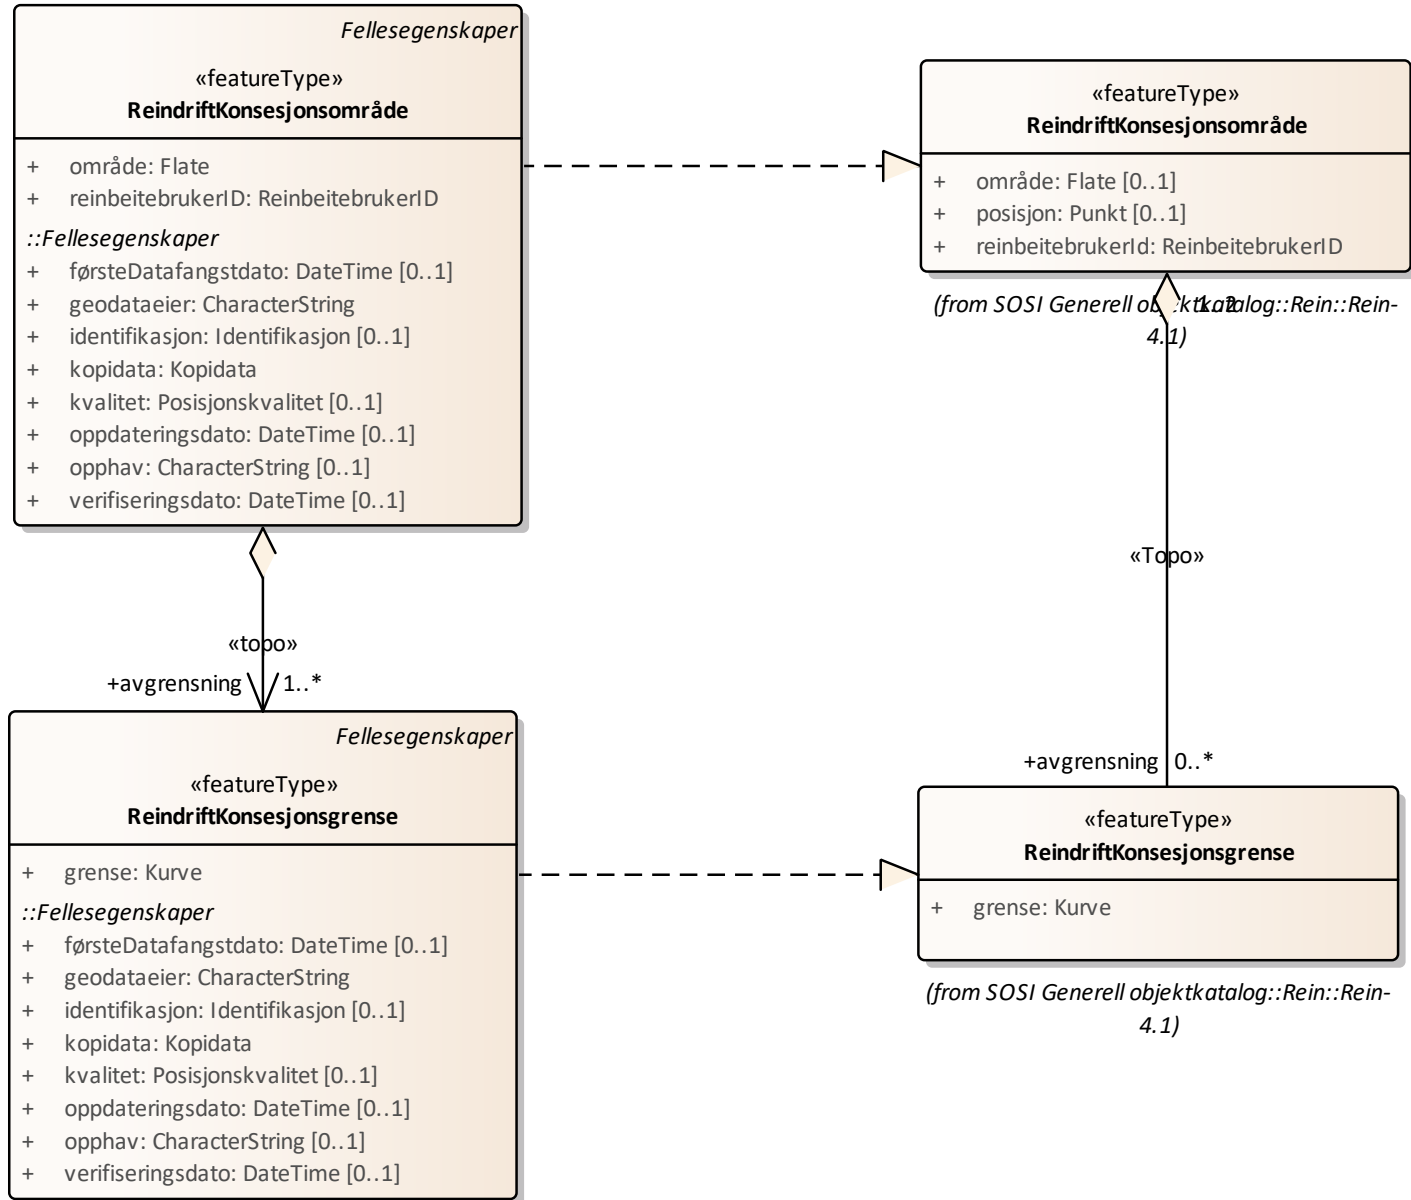 Fellesegenskaper
«featureType»
ReindriftKonsesjonsområde
+ område: Flate
+ reinbeitebrukerID: ReinbeitebrukerID
::Fellesegenskaper
+ førsteDatafangstdato: DateTime [0..1]
+ geodataeier: CharacterString
+ identifikasjon: Identifikasjon [0..1]
+ kopidata: Kopidata
+ kvalitet: Posisjonskvalitet [0..1]
+ oppdateringsdato: DateTime [0..1]
+ opphav: CharacterString [0..1]
+ verifiseringsdato: DateTime [0..1]
«featureType»
ReindriftKonsesjonsområde
+ område: Flate [0..1]
+ posisjon: Punkt [0..1]
+ reinbeitebrukerId: ReinbeitebrukerID
(from SOSI Generell objektkatalog::Rein::Rein-
4.1)
1..2
«topo»
+avgrensning 1..*
«Topo»
+avgrensning 0..*
Fellesegenskaper
«featureType»
ReindriftKonsesjonsgrense
+ grense: Kurve
::Fellesegenskaper
+ førsteDatafangstdato: DateTime [0..1]
+ geodataeier: CharacterString
+ identifikasjon: Identifikasjon [0..1]
+ kopidata: Kopidata
+ kvalitet: Posisjonskvalitet [0..1]
+ oppdateringsdato: DateTime [0..1]
+ opphav: CharacterString [0..1]
+ verifiseringsdato: DateTime [0..1]
«featureType»
ReindriftKonsesjonsgrense
+ grense: Kurve
(from SOSI Generell objektkatalog::Rein::Rein-
4.1)